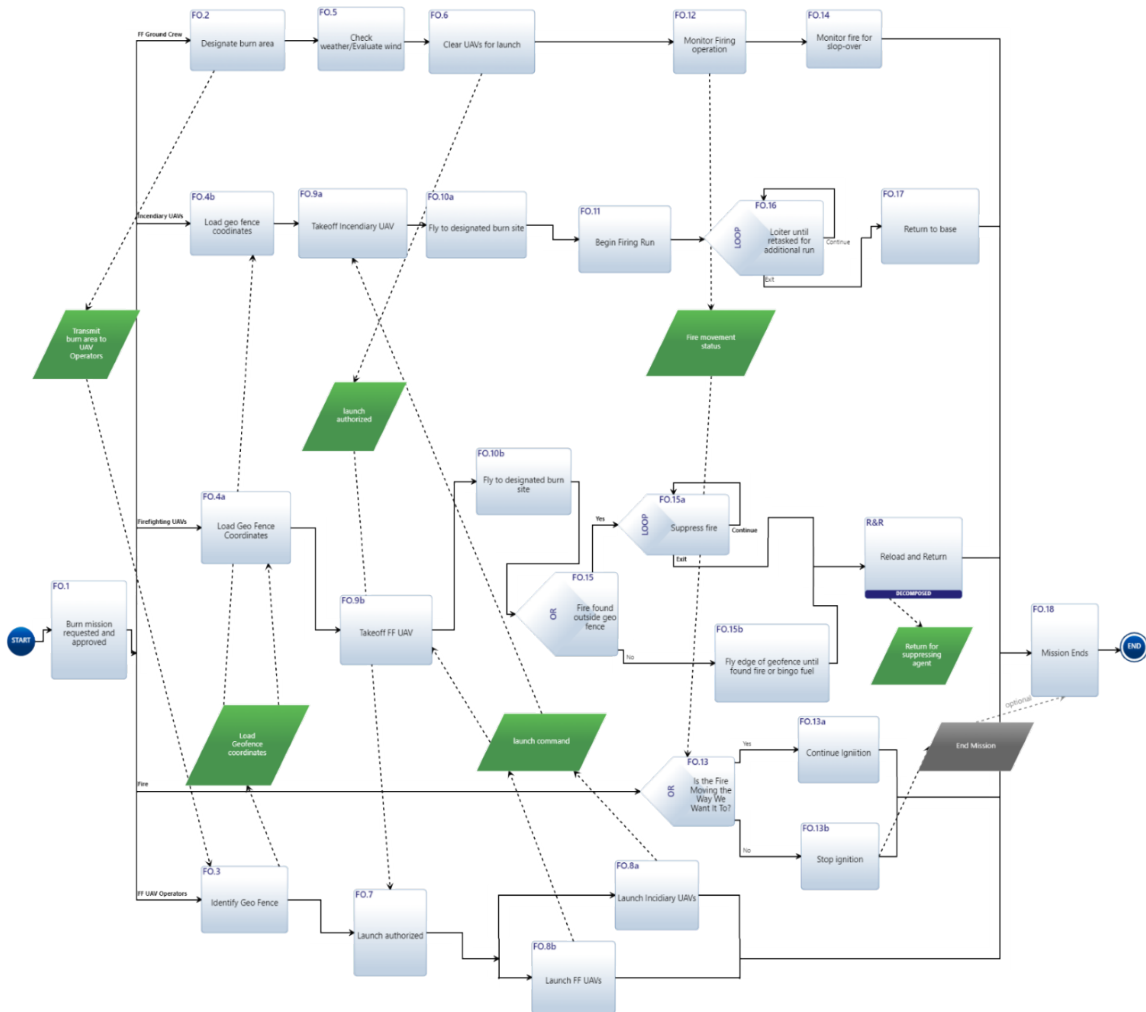 FO.2
FF Ground Crew
Designate burn area
FO.5
Check
weather/Evaluate wind
FO.6
Clear UAVs for launch
FO.12
Monitor Firing
operation
FO.14
Monitor fire for
slop-over
Incendiary UAVs
FO.4b
Load geo fence
coodinates
FO.9a
Takeoff Incendiary UAV
FO.10a
Fly to designated burn site
FO.11
Begin Firing Run
FO.16
LOOP
Loiter until
retasked for
additional run
Continue
Exit
FO.17
Return to base
Transmit
burn area to
UAV
Operators
launch
authorized
Fire movement
status
Firefighting UAVs
FO.4a
Load Geo Fence
Coordinates
FO.10b
Fly to designated burn
site
FO.9b
Takeoff FF UAV
FO.15
OR
Fire found
outside geo
fence
Yes
No
FO.15a
LOOP
Suppress fire
Continue
Exit
FO.15b
Fly edge of geofence until
found fire or bingo fuel
R&R
Reload and Return
DECOMPOSED
Return for
suppressing
agent
START
FO.1
Burn mission
requested and
approved
FO.18
Mission Ends
END
optional
End Mission
Load
Geofence
coordinates
launch command
Fire
FO.13
OR
Is the Fire
Moving the
Way We
Want It To?
Yes
No
FO.13a
Continue Igniition
FO.13b
Stop ignition
FF UAV Operators
FO.3
Identify Geo Fence
FO.7
Launch authorized
FO.8a
Launch Incidiary UAVs
FO.8b
Launch FF UAVs